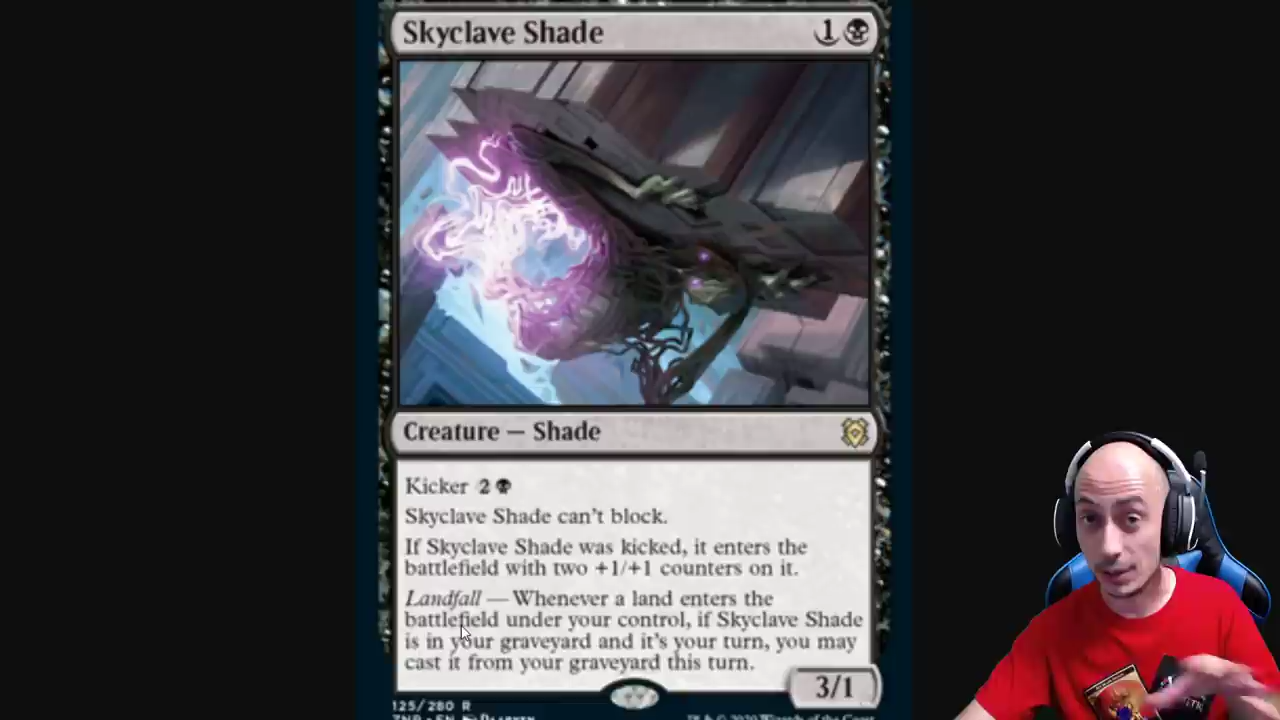 Skyclave Shade 1
Creature — Shade
Kicker 2
Skyclave Shade can't block.
If Skyclave Shade was kicked, it enters the
battlefield with two +1/+1 counters on it.
Landfall — Whenever a land enters the
battlefield under your control, if Skyclave Shade
is in your graveyard and it's your turn, you may
cast it from your graveyard this turn.
3/1
125/280 R